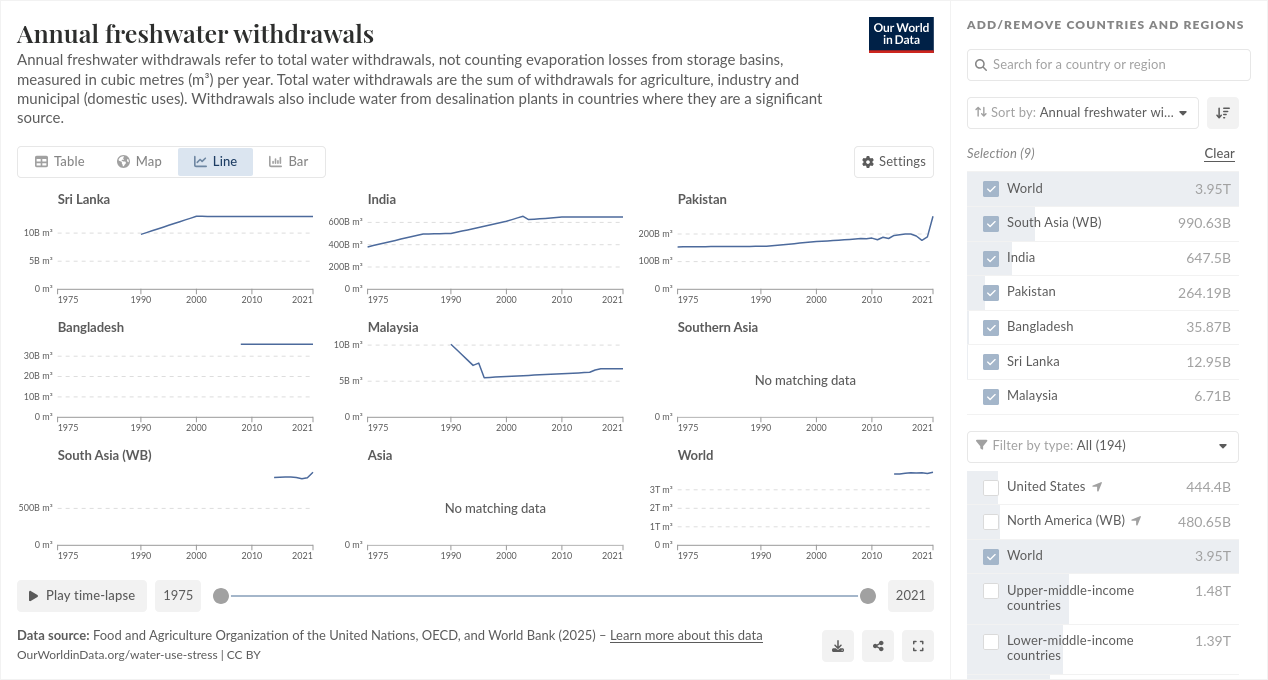 Annual freshwater withdrawals
Our World
in Data
Annual freshwater withdrawals refer to total water withdrawals, not counting evaporation losses from storage basins,
measured in cubic metres (m³) per year. Total water withdrawals are the sum of withdrawals for agriculture, industry and
municipal (domestic uses). Withdrawals also include water from desalination plants in countries where they are a significant
source.
Table Map Line Bar
Settings
Sri Lanka
10B m³
5B m³
0 m³
1975 1990 2000 2010 2021
India
600B m³
400B m³
200B m³
0 m³
1975 1990 2000 2010 2021
Pakistan
200B m³
100B m³
0 m³
1975 1990 2000 2010 2021
Bangladesh
30B m³
20B m³
10B m³
0 m³
1975 1990 2000 2010 2021
Malaysia
10B m³
5B m³
0 m³
1975 1990 2000 2010 2021
Southern Asia
No matching data
0 m³
1975 1990 2000 2010 2021
South Asia (WB)
500B m³
0 m³
1975 1990 2000 2010 2021
Asia
No matching data
0 m³
1975 1990 2000 2010 2021
World
3T m³
2T m³
1T m³
0 m³
1975 1990 2000 2010 2021
Play time-lapse 1975 2021
Data source: Food and Agriculture Organization of the United Nations, OECD, and World Bank (2025) – Learn more about this data
OurWorldinData.org/water-use-stress | CC BY
ADD/REMOVE COUNTRIES AND REGIONS
Search for a country or region
Sort by: Annual freshwater wi...
Selection (9) Clear
World 3.95T
South Asia (WB) 990.63B
India 647.5B
Pakistan 264.19B
Bangladesh 35.87B
Sri Lanka 12.95B
Malaysia 6.71B
Filter by type: All (194)
United States 444.4B
North America (WB) 480.65B
World 3.95T
Upper-middle-income 1.48T
countries
Lower-middle-income 1.39T
countries